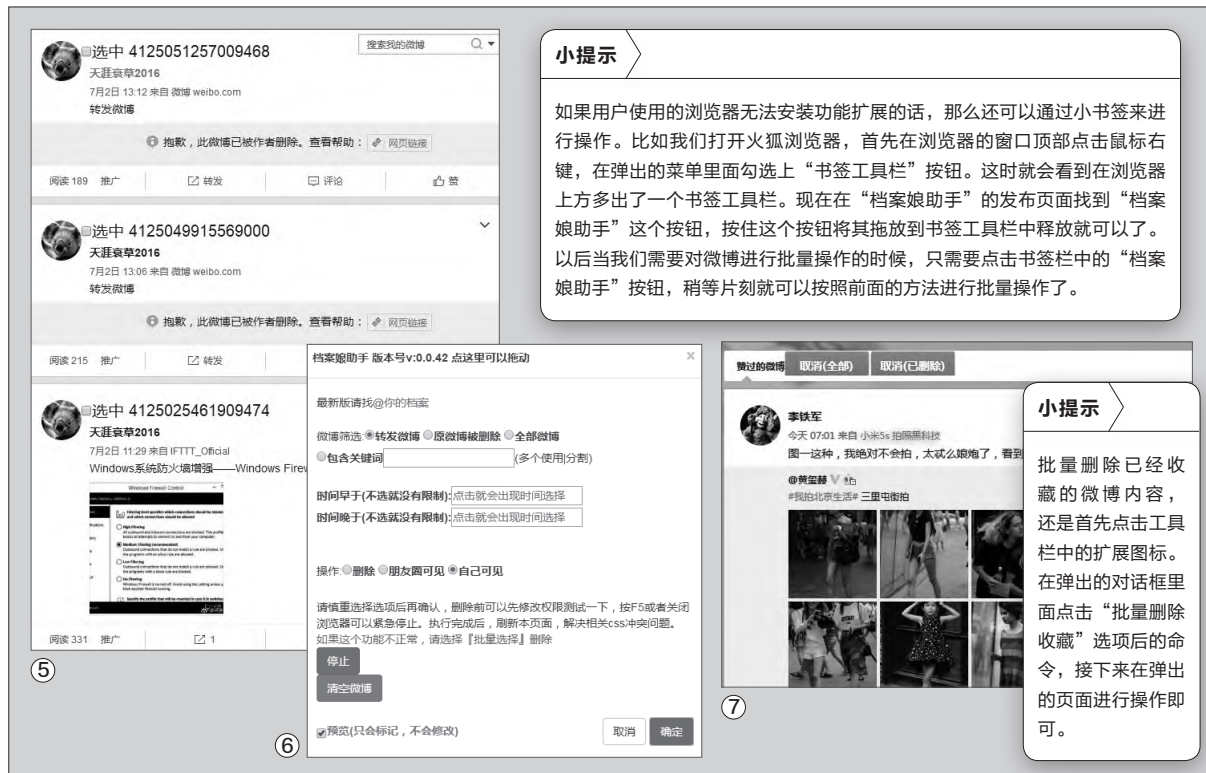 选中 4125051257009468
搜索我的微博
天涯衰草2016
7月2日 13:12 来自 微博 weibo.com
转发微博
抱歉，此微博已被作者删除。查看帮助： 网页链接
阅读 189 推广 转发 评论 赞
选中 4125049915569000
天涯衰草2016
7月2日 13:06 来自 微博 weibo.com
转发微博
抱歉，此微博已被作者删除。查看帮助： 网页链接
阅读 215 推广 转发
选中 4125025461909474
天涯衰草2016
7月2日 11:29 来自 IFTTT_Official
Windows系统防火墙增强——Windows Firew
Windows Firewall Control
High Filtering
Medium Filtering (recommended)
Low Filtering
No Filtering
阅读 331 推广 1
⑤
小提示
如果用户使用的浏览器无法安装功能扩展的话，那么还可以通过小书签来进
行操作。比如我们打开火狐浏览器，首先在浏览器的窗口顶部点击鼠标右
键，在弹出的菜单里面勾选上“书签工具栏”按钮。这时就会看到在浏览器
上方多出了一个书签工具栏。现在在“档案娘助手”的发布页面找到“档案
娘助手”这个按钮，按住这个按钮将其拖放到书签工具栏中释放就可以了。
以后当我们需要对微博进行批量操作的时候，只需要点击书签栏中的“档案
娘助手”按钮，稍等片刻就可以按照前面的方法进行批量操作了。
档案娘助手 版本号v:0.0.42 点这里可以拖动
×
最新版请找@你的档案
微博筛选: 转发微博 原微博被删除 全部微博
包含关键词 (多个使用|分割)
时间早于(不选就没有限制): 点击就会出现时间选择
时间晚于(不选就没有限制): 点击就会出现时间选择
操作: 删除 朋友圈可见 自己可见
请慎重选择选项后再确认，删除前可以先修改权限测试一下，按F5或者关闭
浏览器可以紧急停止。执行完成后，刷新本页面，解决相关css冲突问题。
如果这个功能不正常，请选择『批量选择』删除
停止
清空微博
预览(只会标记，不会修改)
取消 确定
⑥
赞过的微博 取消(全部) 取消(已删除)
李铁军
今天 07:01 来自 小米5s 拍照黑科技
图一这种，我绝对不会拍，太忒么娘炮了，看到
@黄玺赫
#我拍北京生活# 三里屯街拍
⑦
小提示
批量删除已经收
藏的微博内容，
还是首先点击工具
栏中的扩展图标。
在弹出的对话框里
面点击“批量删除
收藏”选项后的命
令，接下来在弹出
的页面进行操作即
可。